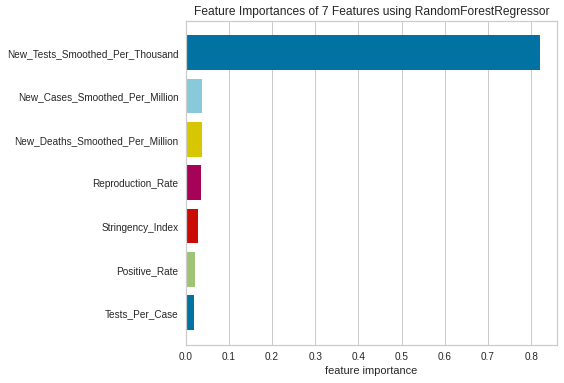 Feature Importances of 7 Features using RandomForestRegressor
New_Tests_Smoothed_Per_Thousand
New_Cases_Smoothed_Per_Million
New_Deaths_Smoothed_Per_Million
Reproduction_Rate
Stringency_Index
Positive_Rate
Tests_Per_Case
0.0 0.1 0.2 0.3 0.4 0.5 0.6 0.7 0.8
feature importance